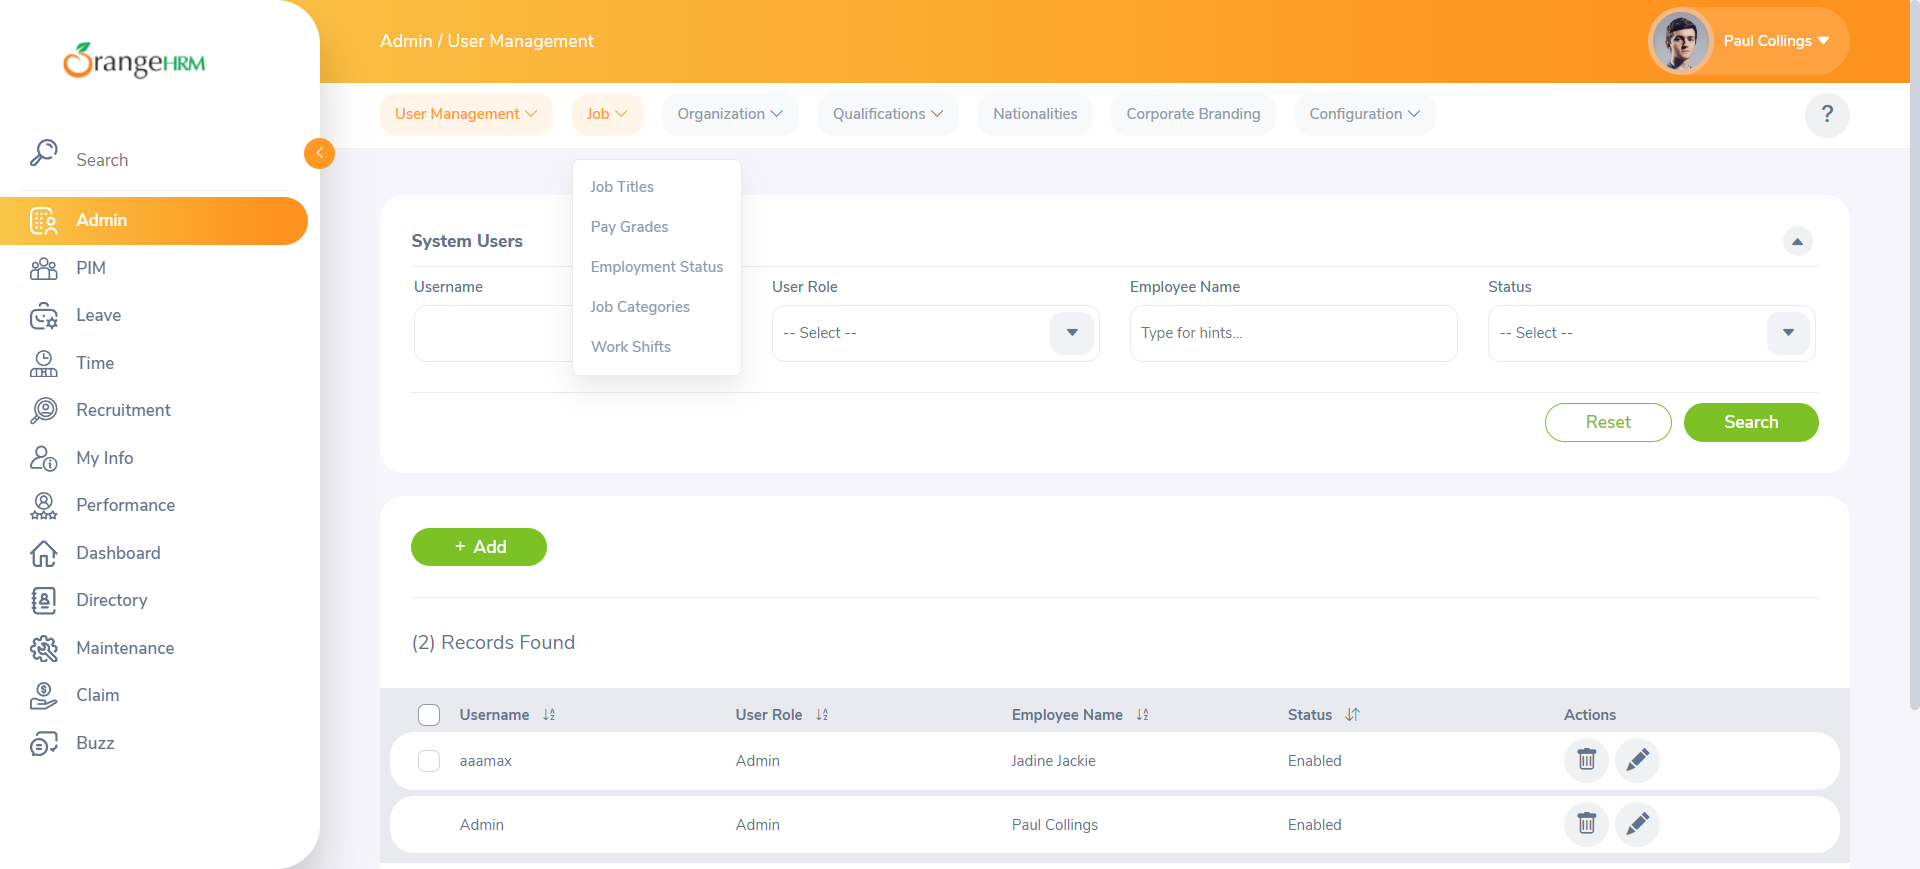 OrangeHRM
Search
Admin
PIM
Leave
Time
Recruitment
My Info
Performance
Dashboard
Directory
Maintenance
Claim
Buzz
Admin / User Management
Paul Collings
User Management
Job
Organization
Qualifications
Nationalities
Corporate Branding
Configuration
?
Job Titles
Pay Grades
Employment Status
Job Categories
Work Shifts
System Users
Username
User Role
Employee Name
Status
-- Select --
Type for hints...
-- Select --
Reset
Search
+ Add
(2) Records Found
Username User Role Employee Name Status Actions
aaamax Admin Jadine Jackie Enabled
Admin Admin Paul Collings Enabled